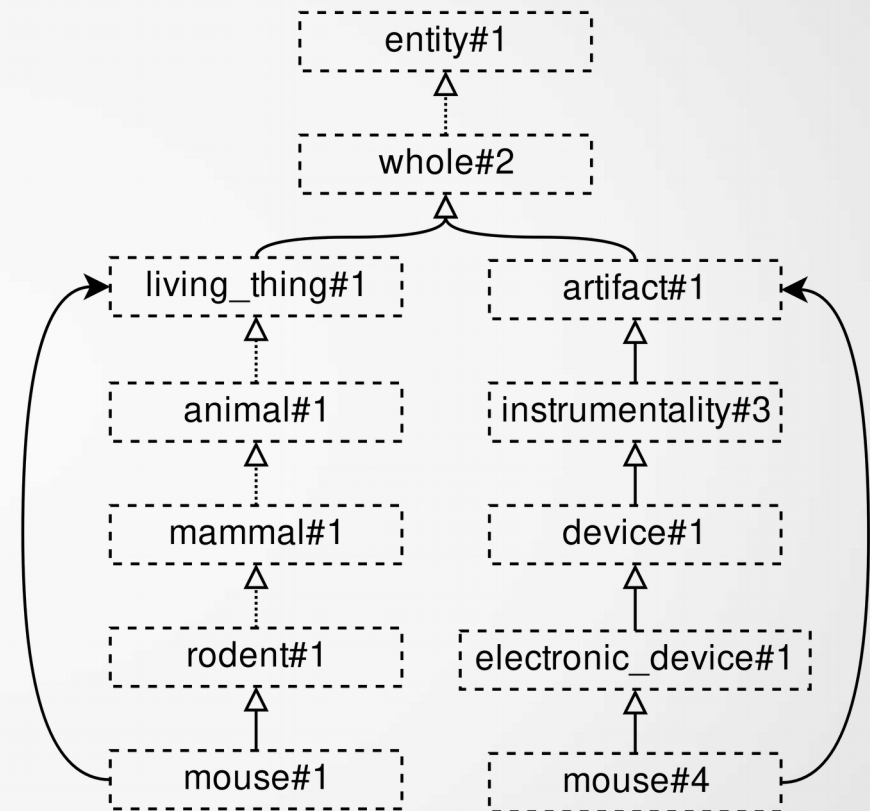 entity#1
whole#2
living_thing#1
artifact#1
animal#1
instrumentality#3
mammal#1
device#1
rodent#1
electronic_device#1
mouse#1
mouse#4